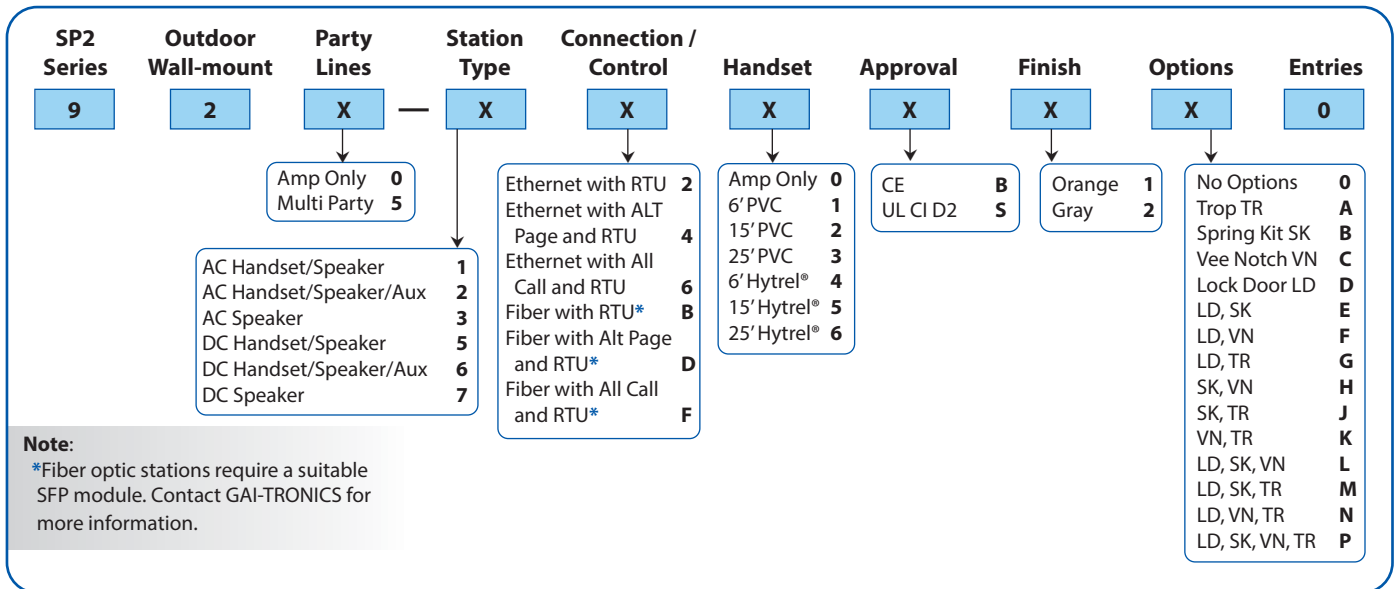 SP2 Series
Outdoor Wall-mount
Party Lines
Station Type
Connection / Control
Handset
Approval
Finish
Options
Entries
9 2 X — X X X X X X 0
Amp Only 0
Multi Party 5
AC Handset/Speaker 1
AC Handset/Speaker/Aux 2
AC Speaker 3
DC Handset/Speaker 5
DC Handset/Speaker/Aux 6
DC Speaker 7
Ethernet with RTU 2
Ethernet with ALT
Page and RTU 4
Ethernet with All
Call and RTU 6
Fiber with RTU* B
Fiber with Alt Page
and RTU* D
Fiber with All Call
and RTU* F
Amp Only 0
6' PVC 1
15' PVC 2
25' PVC 3
6' Hytrel® 4
15' Hytrel® 5
25' Hytrel® 6
CE B
UL CI D2 S
Orange 1
Gray 2
No Options 0
Trop TR A
Spring Kit SK B
Vee Notch VN C
Lock Door LD D
LD, SK E
LD, VN F
LD, TR G
SK, VN H
SK, TR J
VN, TR K
LD, SK, VN L
LD, SK, TR M
LD, VN, TR N
LD, SK, VN, TR P
Note:
*Fiber optic stations require a suitable
SFP module. Contact GAI-TRONICS for
more information.